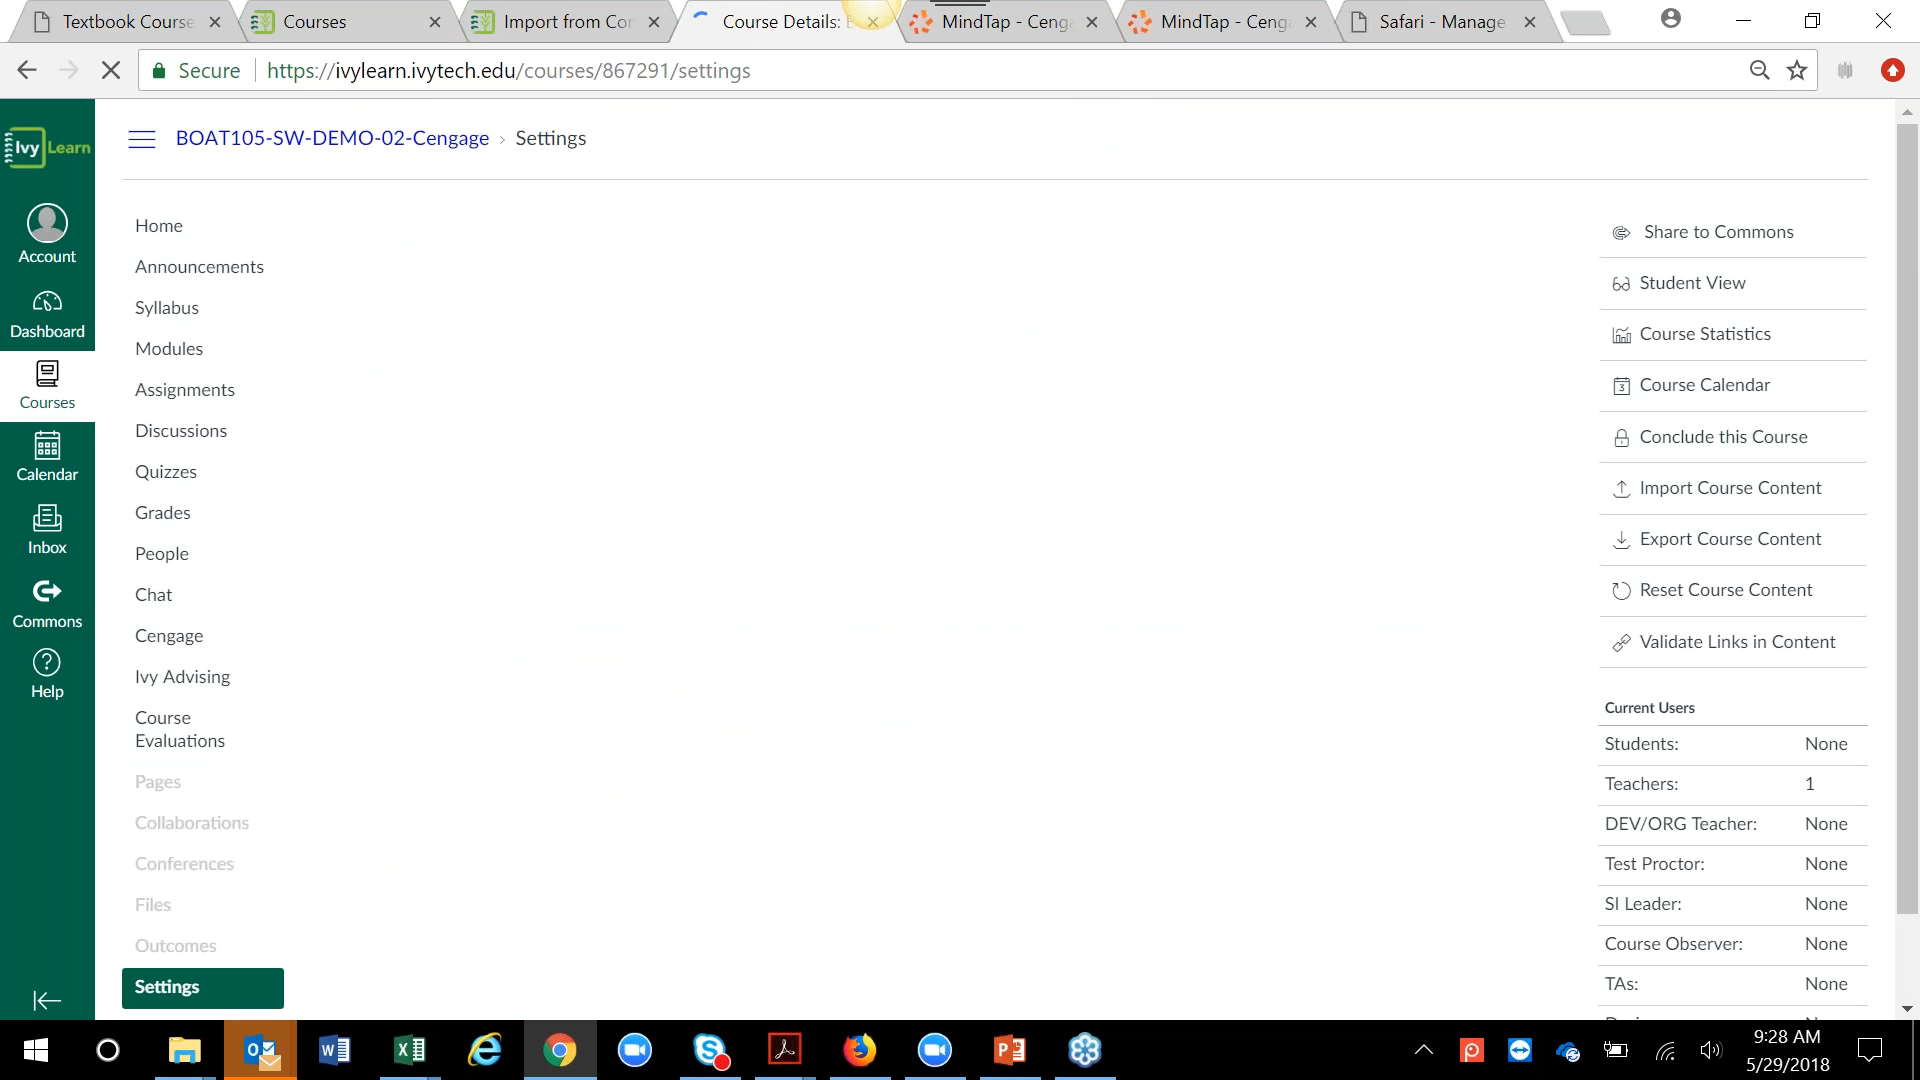 Textbook Course
Courses
Import from Con
Course Details:
MindTap - Ceng
MindTap - Ceng
Safari - Manage
Secure
https://ivylearn.ivytech.edu/courses/867291/settings
Ivy Learn
BOAT105-SW-DEMO-02-Cengage › Settings
Account
Dashboard
Courses
Calendar
Inbox
Commons
Help
Home
Announcements
Syllabus
Modules
Assignments
Discussions
Quizzes
Grades
People
Chat
Cengage
Ivy Advising
Course
Evaluations
Pages
Collaborations
Conferences
Files
Outcomes
Settings
Share to Commons
Student View
Course Statistics
Course Calendar
Conclude this Course
Import Course Content
Export Course Content
Reset Course Content
Validate Links in Content
Current Users
Students: None
Teachers: 1
DEV/ORG Teacher: None
Test Proctor: None
SI Leader: None
Course Observer: None
TAs: None
9:28 AM
5/29/2018